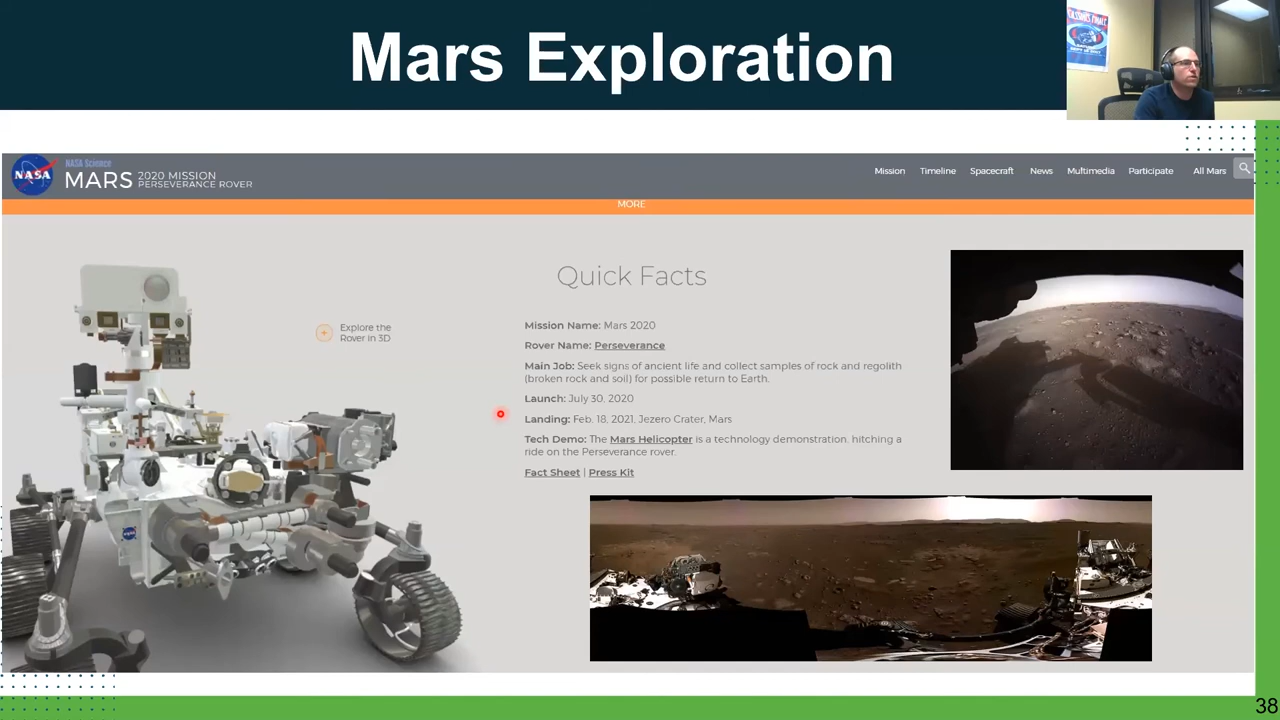 Mars Exploration
NASA
NASA Science
MARS 2020 MISSION
PERSEVERANCE ROVER
Mission Timeline Spacecraft News Multimedia Participate All Mars
MORE
Quick Facts
Explore the
Rover in 3D
Mission Name: Mars 2020
Rover Name: Perseverance
Main Job: Seek signs of ancient life and collect samples of rock and regolith
(broken rock and soil) for possible return to Earth.
Launch: July 30, 2020
Landing: Feb. 18, 2021, Jezero Crater, Mars
Tech Demo: The Mars Helicopter is a technology demonstration, hitching a
ride on the Perseverance rover.
Fact Sheet | Press Kit
NASA
38